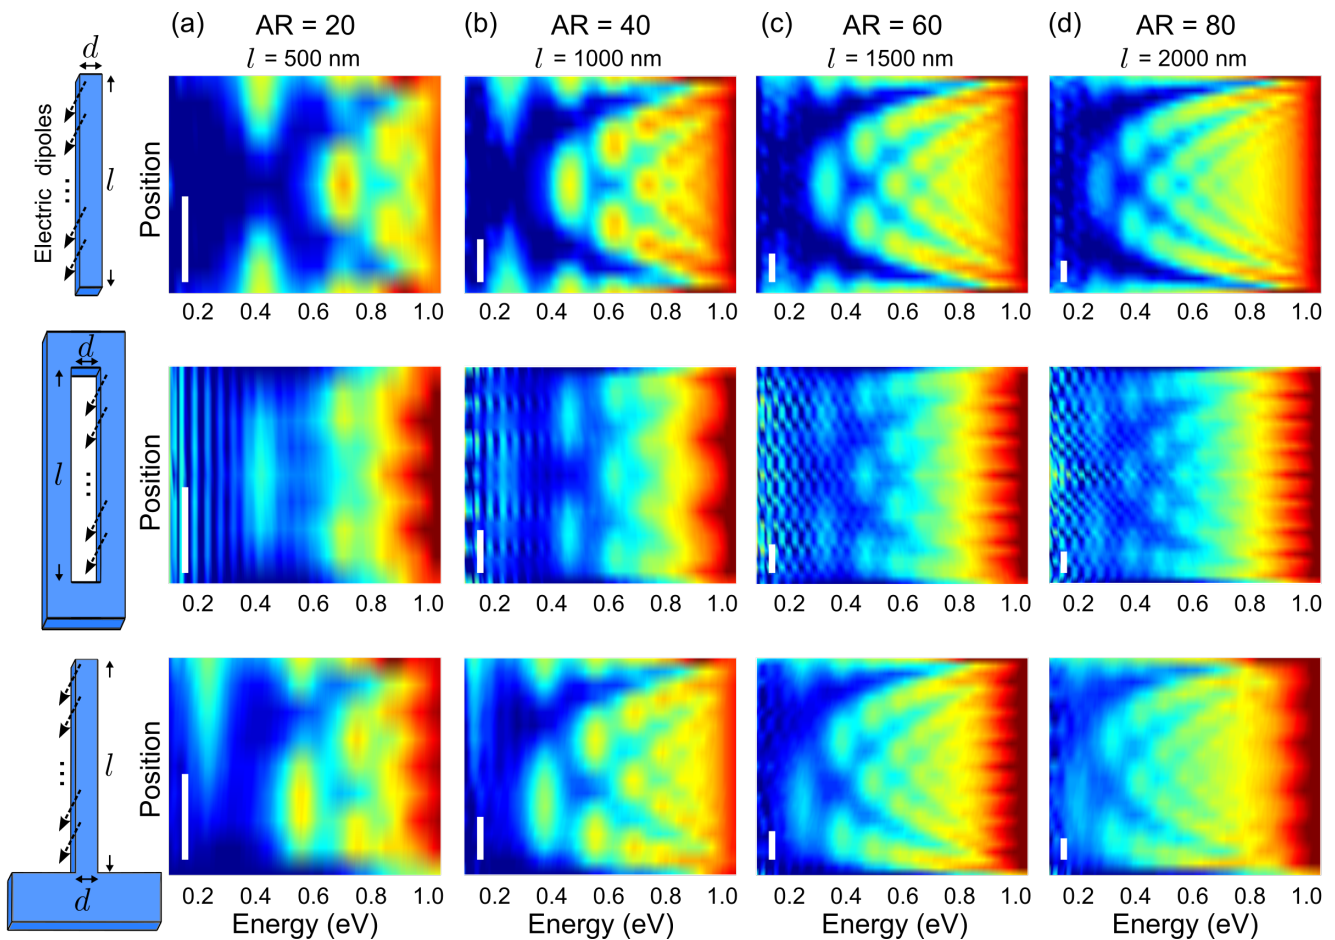 (a) AR = 20
l = 500 nm
(b) AR = 40
l = 1000 nm
(c) AR = 60
l = 1500 nm
(d) AR = 80
l = 2000 nm
d
l
Electric dipoles
...
Position
0.2 0.4 0.6 0.8 1.0
0.2 0.4 0.6 0.8 1.0
0.2 0.4 0.6 0.8 1.0
0.2 0.4 0.6 0.8 1.0
d
l
...
Position
0.2 0.4 0.6 0.8 1.0
0.2 0.4 0.6 0.8 1.0
0.2 0.4 0.6 0.8 1.0
0.2 0.4 0.6 0.8 1.0
l
...
d
Position
0.2 0.4 0.6 0.8 1.0
0.2 0.4 0.6 0.8 1.0
0.2 0.4 0.6 0.8 1.0
0.2 0.4 0.6 0.8 1.0
Energy (eV)
Energy (eV)
Energy (eV)
Energy (eV)